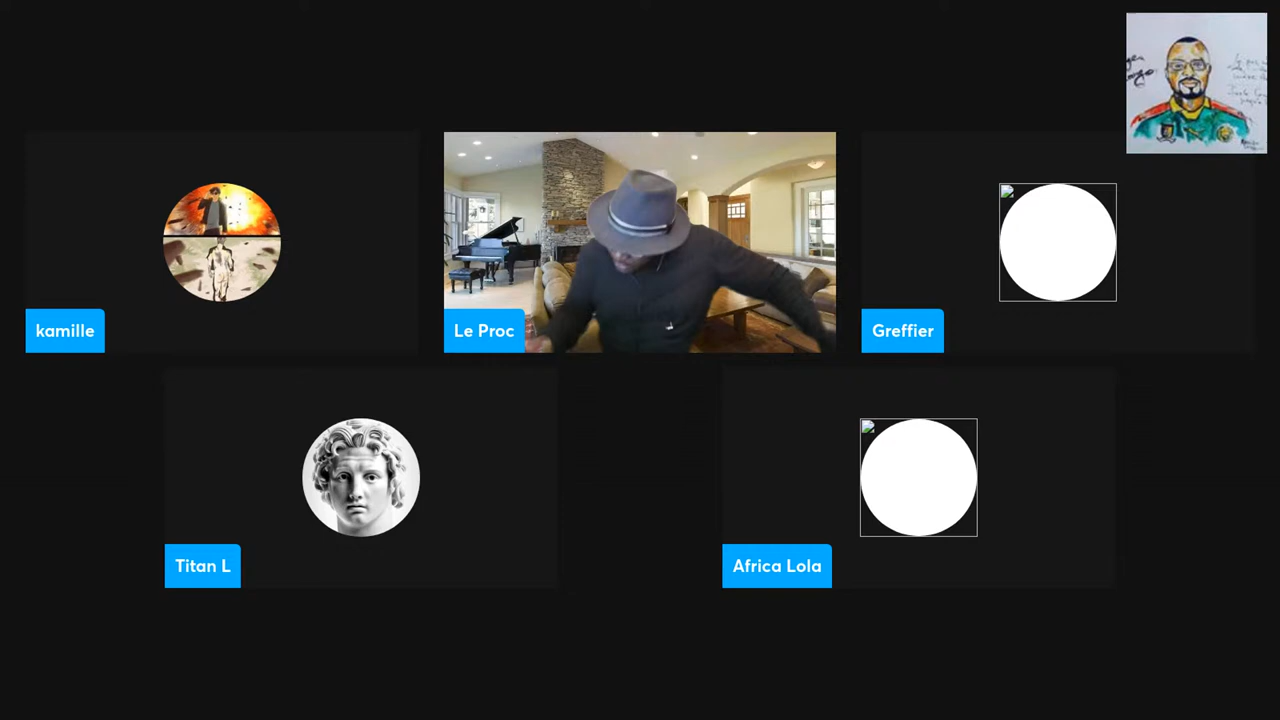 kamille
Le Proc
Greffier
Titan L
Africa Lola